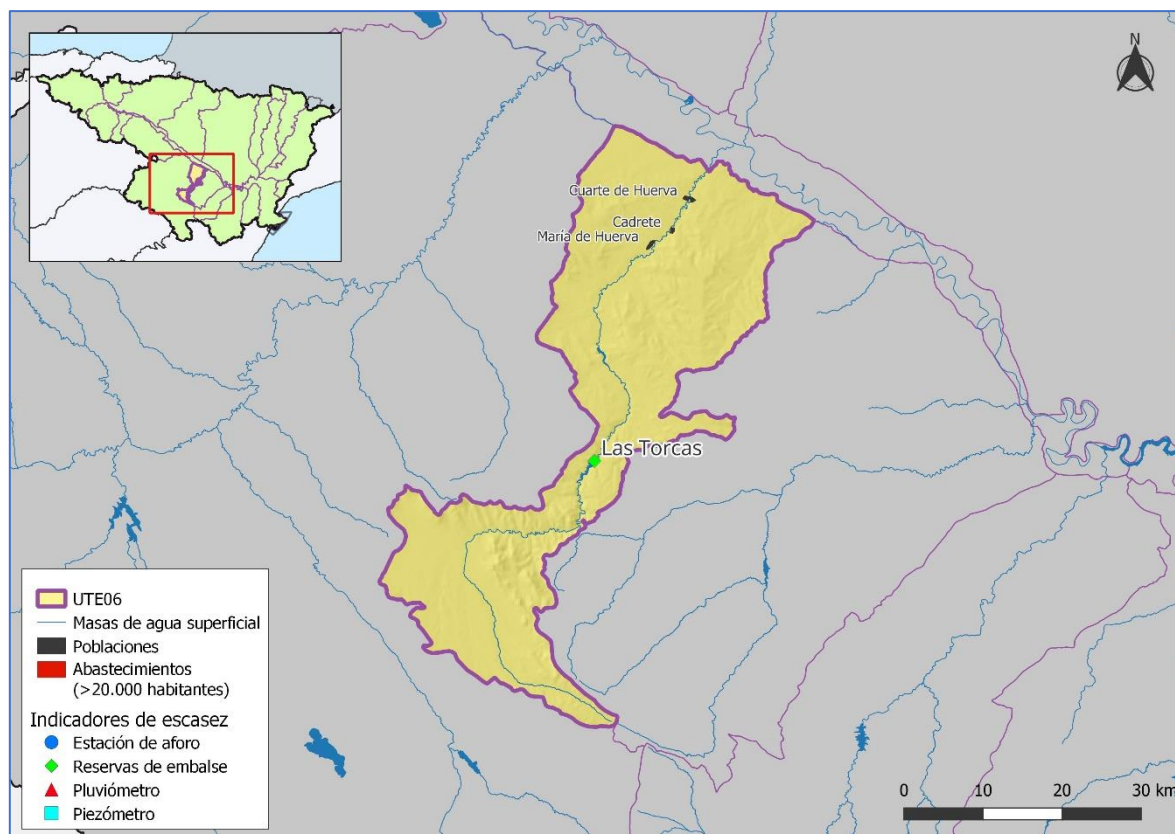 D.
N
Cuarte de Huerva
Cadrete
María de Huerva
Las Torcas
UTE06
Masas de agua superficial
Poblaciones
Abastecimientos
(>20.000 habitantes)
Indicadores de escasez
Estación de aforo
Reservas de embalse
Pluviómetro
Piezómetro
0 10 20 30 km